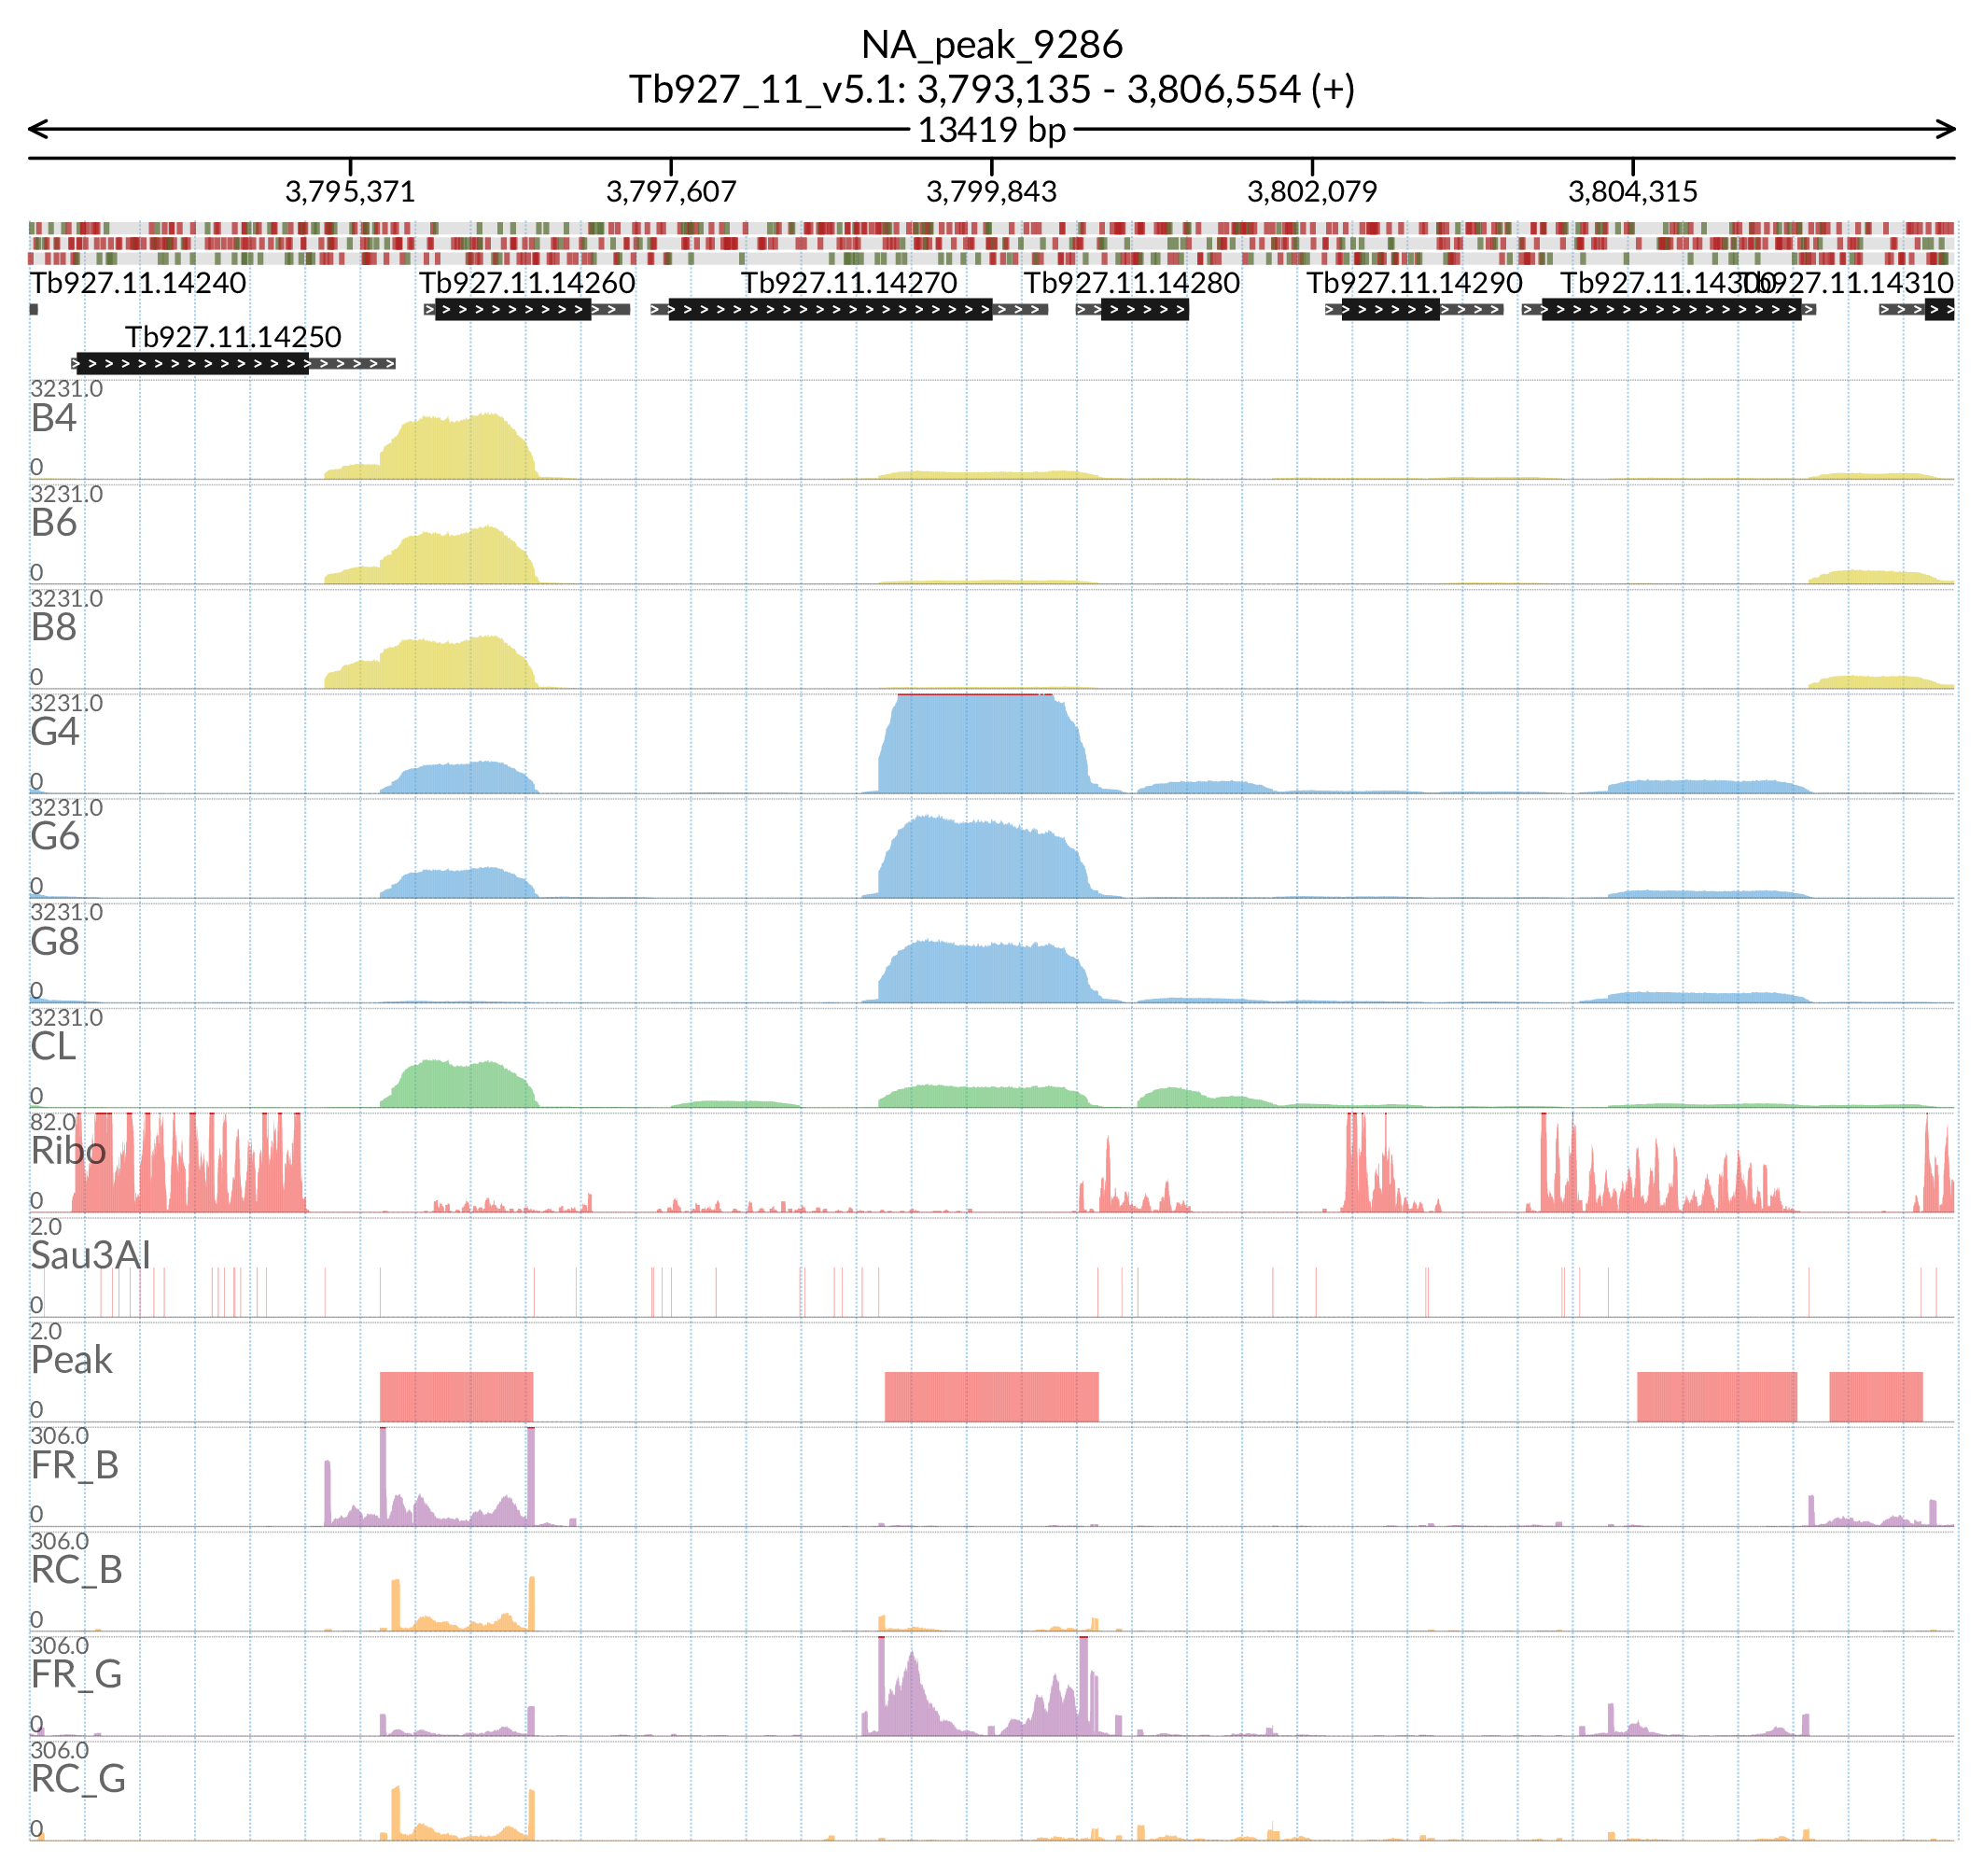 NA_peak_9286
Tb927_11_v5.1: 3,793,135 - 3,806,554 (+)
13419 bp
3,795,371 3,797,607 3,799,843 3,802,079 3,804,315
Tb927.11.14240 Tb927.11.14260 Tb927.11.14270 Tb927.11.14280 Tb927.11.14290 Tb927.11.14300 Tb927.11.14310
Tb927.11.14250
3231.0
B4
0
3231.0
B6
0
3231.0
B8
0
3231.0
G4
0
3231.0
G6
0
3231.0
G8
0
3231.0
CL
0
82.0
Ribo
0
2.0
Sau3AI
0
2.0
Peak
0
306.0
FR_B
0
306.0
RC_B
0
306.0
FR_G
0
306.0
RC_G
0